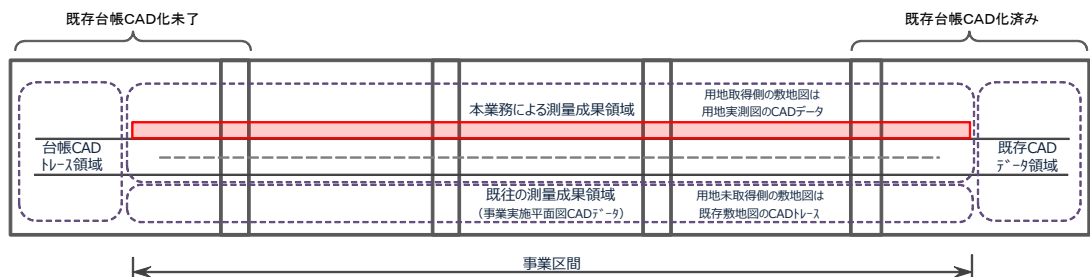 既存台帳CAD化未了
既存台帳CAD化済み
本業務による測量成果領域
用地取得側の敷地図は
用地実測図のCADデータ
台帳CAD
トレース領域
既存CAD
データ領域
既往の測量成果領域
（事業実施平面図CADデータ）
用地未取得側の敷地図は
既存敷地図のCADトレース
事業区間